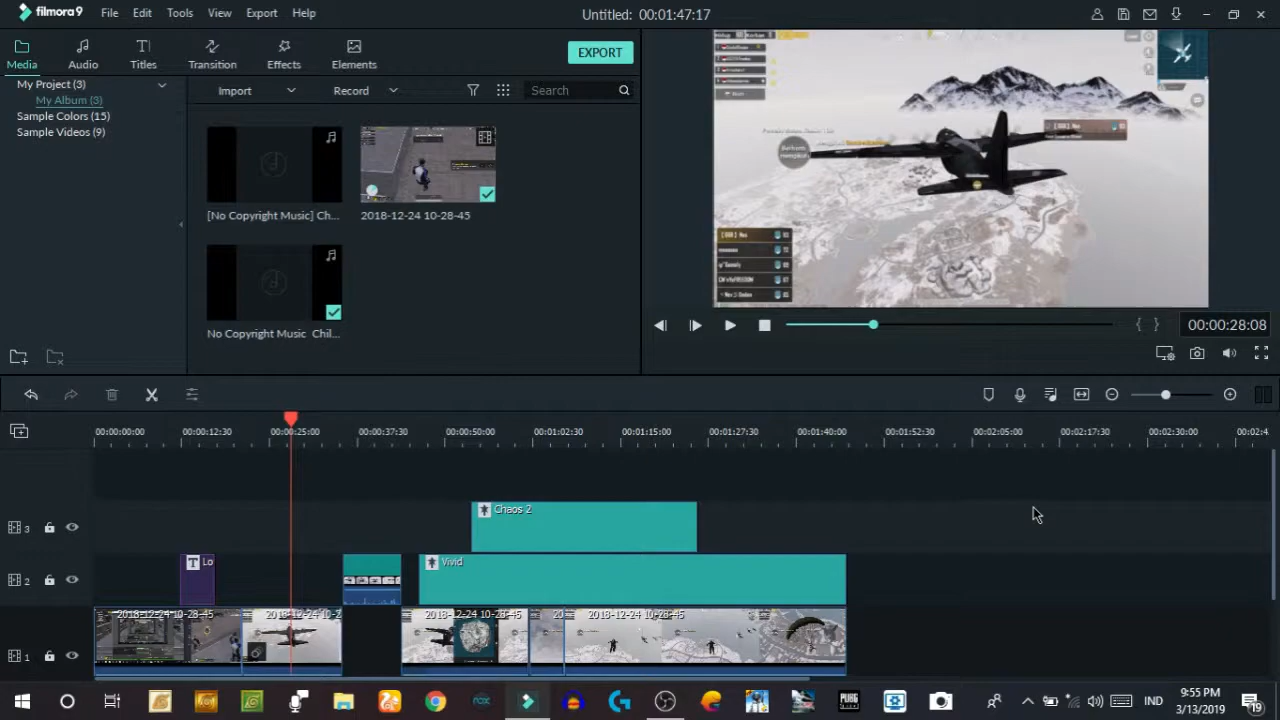 filmora9
File
Edit
Tools
View
Export
Help
Untitled: 00:01:47:17
Media
Audio
Titles
Transition
Effects
Elements
EXPORT
My Album (3)
Sample Colors (15)
Sample Videos (9)
Import
Record
Search
[No Copyright Music] Ch...
2018-12-24 10-28-45
No Copyright Music Chil...
00:00:28:08
00:00:00:00
00:00:12:30
00:00:25:00
00:00:37:30
00:00:50:00
00:01:02:30
00:01:15:00
00:01:27:30
00:01:40:00
00:01:52:30
00:02:05:00
00:02:17:30
00:02:30:00
00:02:4
3
Chaos 2
2
T Lo
Vivid
1
2018-12-24 10-28-45
2018-12-24 10-2
2018-12-24 10-28-45
2018-12-24 10-28-45
nox
PUBG
IND
9:55 PM
3/13/2019
19